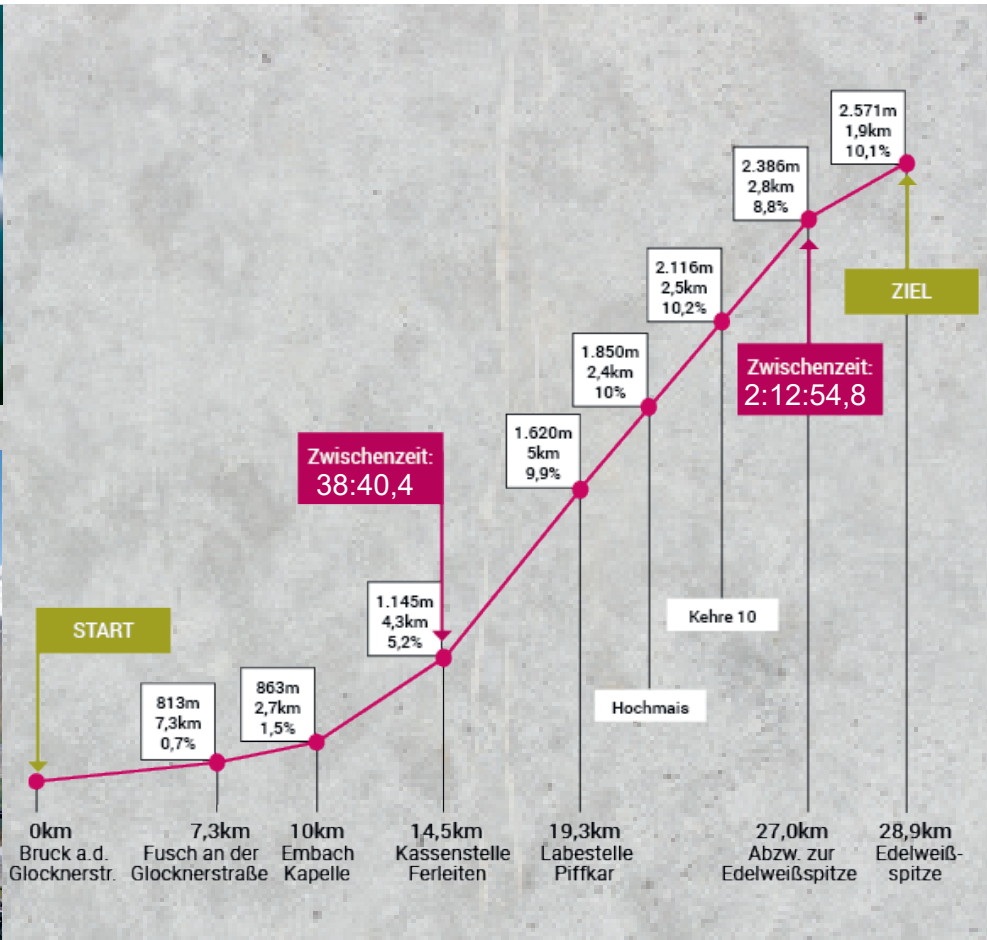 2.571m
1,9km
10,1%
2.386m
2,8km
8,8%
ZIEL
2.116m
2,5km
10,2%
1.850m
2,4km
10%
Zwischenzeit:
2:12:54,8
1.620m
5km
9,9%
Zwischenzeit:
38:40,4
1.145m
4,3km
5,2%
Kehre 10
START
863m
2,7km
1,5%
813m
7,3km
0,7%
Hochmais
0km
Bruck a.d.
Glocknerstr.
7,3km
Fusch an der
Glocknerstraße
10km
Embach
Kapelle
14,5km
Kassenstelle
Ferleiten
19,3km
Labestelle
Piffkar
27,0km
Abzw. zur
Edelweißspitze
28,9km
Edelweiß-
spitze